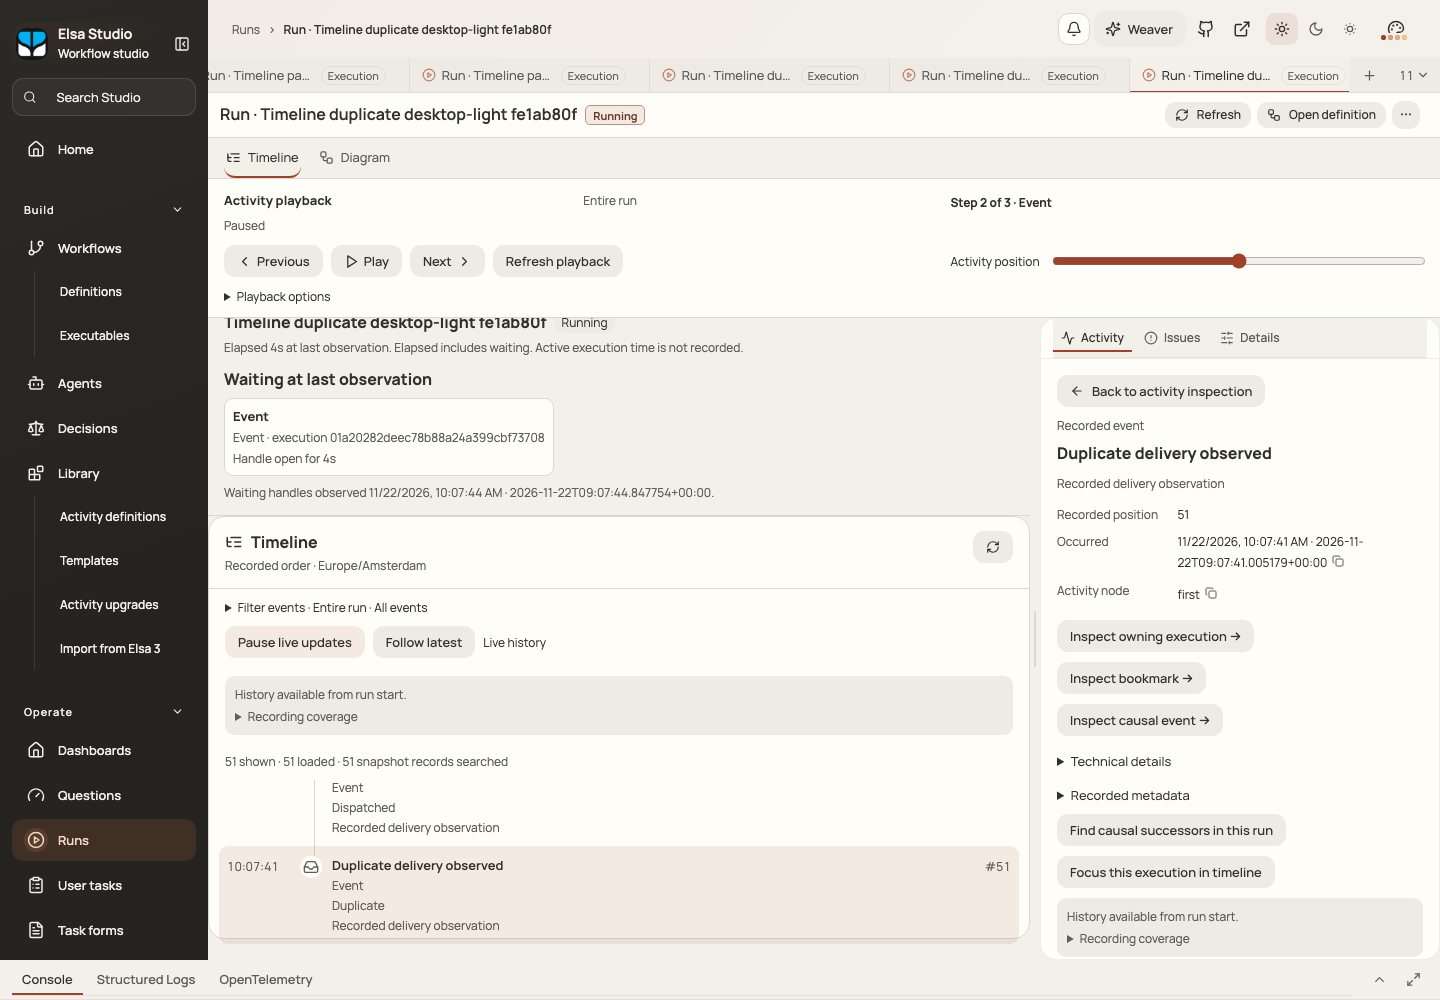 Elsa Studio
Workflow studio
Search Studio
Home
Build
Workflows
Definitions
Executables
Agents
Decisions
Library
Activity definitions
Templates
Activity upgrades
Import from Elsa 3
Operate
Dashboards
Questions
Runs
User tasks
Task forms
Runs › Run · Timeline duplicate desktop-light fe1ab80f
Weaver
Run · Timeline pa... Execution
Run · Timeline pa... Execution
Run · Timeline du... Execution
Run · Timeline du... Execution
Run · Timeline du... Execution
11
Run · Timeline duplicate desktop-light fe1ab80f Running
Refresh
Open definition
Timeline
Diagram
Activity playback
Entire run
Step 2 of 3 · Event
Paused
Previous
Play
Next
Refresh playback
Activity position
Playback options
Timeline duplicate desktop-light fe1ab80f Running
Elapsed 4s at last observation. Elapsed includes waiting. Active execution time is not recorded.
Waiting at last observation
Event
Event · execution 01a20282deec78b88a24a399cbf73708
Handle open for 4s
Waiting handles observed 11/22/2026, 10:07:44 AM · 2026-11-22T09:07:44.847754+00:00.
Timeline
Recorded order · Europe/Amsterdam
Filter events · Entire run · All events
Pause live updates
Follow latest
Live history
History available from run start.
Recording coverage
51 shown · 51 loaded · 51 snapshot records searched
Event
Dispatched
Recorded delivery observation
10:07:41 Duplicate delivery observed #51
Event
Duplicate
Recorded delivery observation
Activity
Issues
Details
Back to activity inspection
Recorded event
Duplicate delivery observed
Recorded delivery observation
Recorded position 51
Occurred 11/22/2026, 10:07:41 AM · 2026-11-
22T09:07:41.005179+00:00
Activity node first
Inspect owning execution →
Inspect bookmark →
Inspect causal event →
Technical details
Recorded metadata
Find causal successors in this run
Focus this execution in timeline
History available from run start.
Recording coverage
Console
Structured Logs
OpenTelemetry